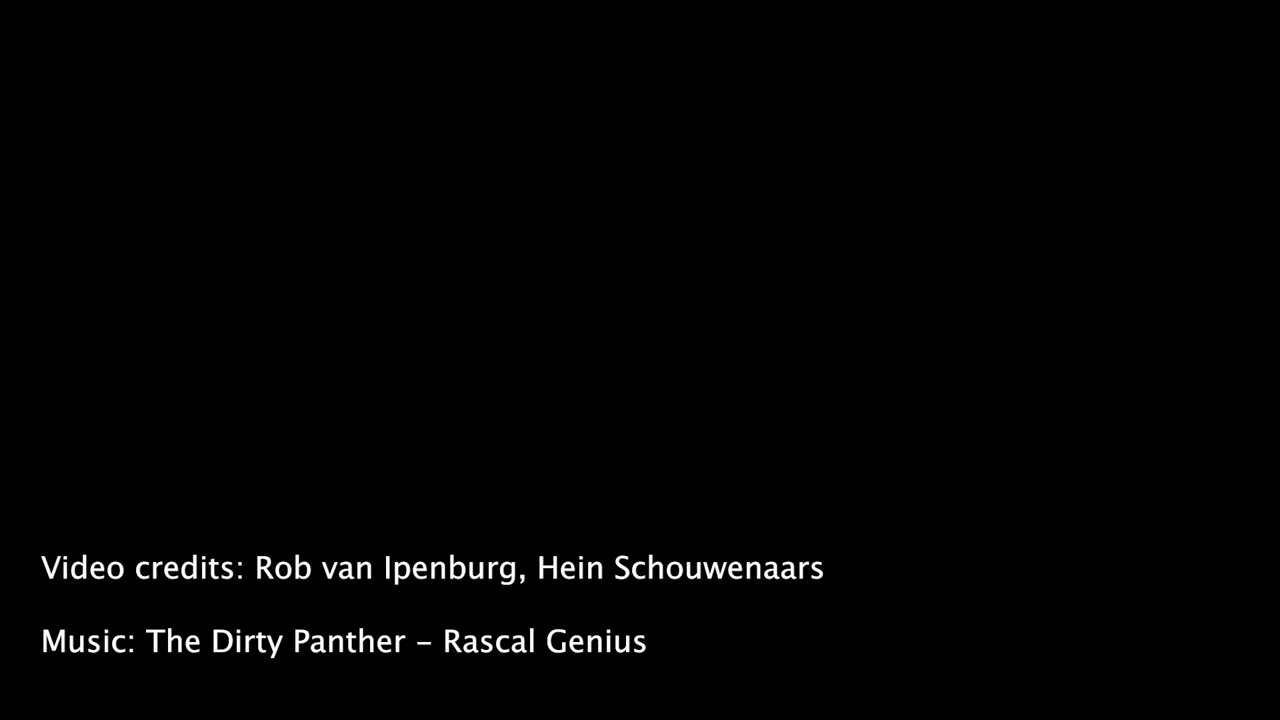 Video credits: Rob van Ipenburg, Hein Schouwenaars
Music: The Dirty Panther – Rascal Genius